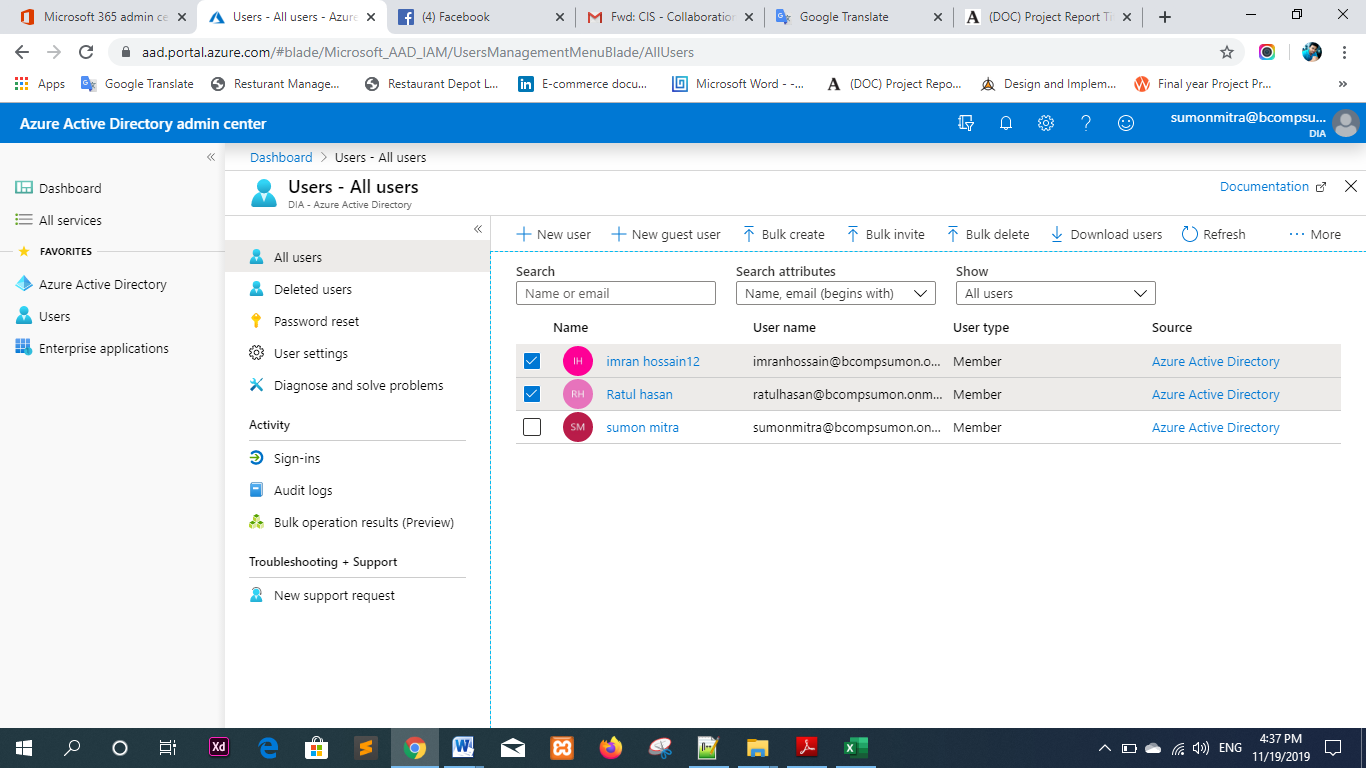 Microsoft 365 admin ce
Users - All users - Azure
(4) Facebook
Fwd: CIS - Collaboration
Google Translate
(DOC) Project Report Ti
aad.portal.azure.com/#blade/Microsoft_AAD_IAM/UsersManagementMenuBlade/AllUsers
Apps Google Translate Resturant Manage... Restaurant Depot L... E-commerce docu... Microsoft Word - -... (DOC) Project Repo... Design and Implem... Final year Project Pr... »
Azure Active Directory admin center
sumonmitra@bcompsu...
DIA
«
Dashboard
All services
FAVORITES
Azure Active Directory
Users
Enterprise applications
Dashboard > Users - All users
Users - All users
DIA - Azure Active Directory
Documentation
«
All users
Deleted users
Password reset
User settings
Diagnose and solve problems
Activity
Sign-ins
Audit logs
Bulk operation results (Preview)
Troubleshooting + Support
New support request
New user New guest user Bulk create Bulk invite Bulk delete Download users Refresh ··· More
Search Search attributes Show
Name or email Name, email (begins with) All users
Name User name User type Source
IH imran hossain12 imranhossain@bcompsumon.o... Member Azure Active Directory
RH Ratul hasan ratulhasan@bcompsumon.onm... Member Azure Active Directory
SM sumon mitra sumonmitra@bcompsumon.on... Member Azure Active Directory
Xd
ENG
4:37 PM
11/19/2019